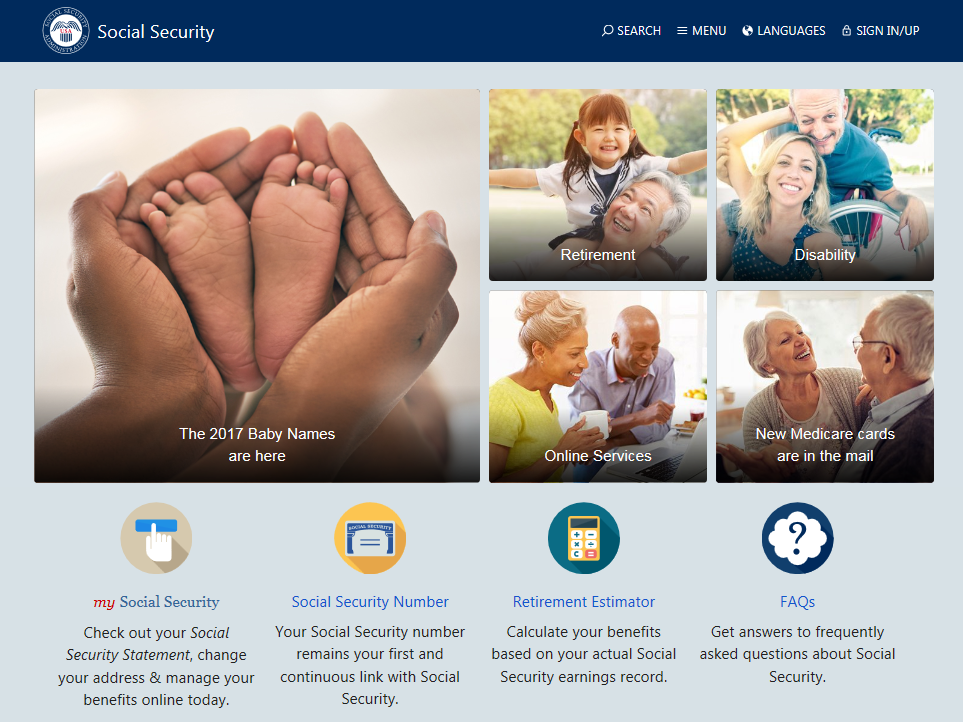 Social Security
SEARCH
MENU
LANGUAGES
SIGN IN/UP
The 2017 Baby Names
are here
Retirement
Disability
Online Services
New Medicare cards
are in the mail
SOCIAL SECURITY
my Social Security
Check out your Social
Security Statement, change
your address & manage your
benefits online today.
Social Security Number
Your Social Security number
remains your first and
continuous link with Social
Security.
Retirement Estimator
Calculate your benefits
based on your actual Social
Security earnings record.
FAQs
Get answers to frequently
asked questions about Social
Security.